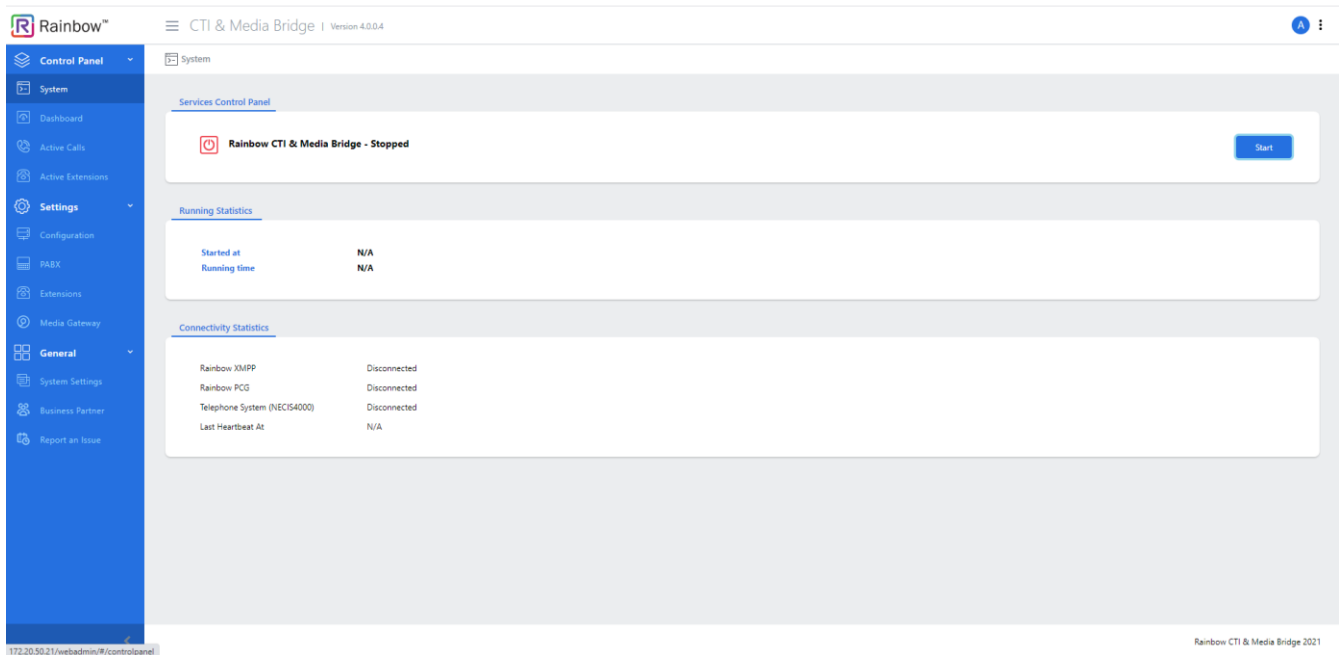 Rainbow™
CTI & Media Bridge | Version 4.0.0.4
A
Control Panel
System
Dashboard
Active Calls
Active Extensions
Settings
Configuration
PABX
Extensions
Media Gateway
General
System Settings
Business Partner
Report an Issue
System
Services Control Panel
Rainbow CTI & Media Bridge - Stopped
Start
Running Statistics
Started at N/A
Running time N/A
Connectivity Statistics
Rainbow XMPP Disconnected
Rainbow PCG Disconnected
Telephone System (NECIS4000) Disconnected
Last Heartbeat At N/A
Rainbow CTI & Media Bridge 2021
172.20.50.21/webadmin/#/controlpanel